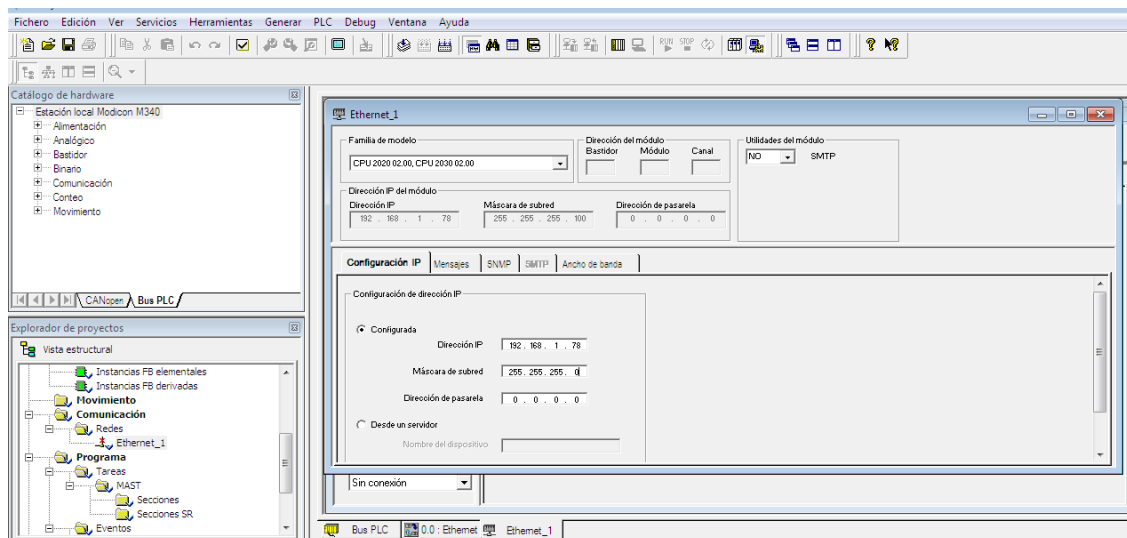 Fichero Edición Ver Servicios Herramientas Generar PLC Debug Ventana Ayuda
RUN STOP
Catálogo de hardware
Estación local Modicon M340
Alimentación
Analógico
Bastidor
Binario
Comunicación
Conteo
Movimiento
CANopen Bus PLC
Explorador de proyectos
Vista estructural
Instancias FB elementales
Instancias FB derivadas
Movimiento
Comunicación
Redes
Ethernet_1
Programa
Tareas
MAST
Secciones
Secciones SR
Eventos
Ethernet_1
Familia de modelo
CPU 2020 02.00, CPU 2030 02.00
Dirección del módulo
Bastidor Módulo Canal
Utilidades del módulo
NO SMTP
Dirección IP del módulo
Dirección IP Máscara de subred Dirección de pasarela
192 . 168 . 1 . 78 255 . 255 . 255 . 100 0 . 0 . 0 . 0
Configuración IP Mensajes SNMP SMTP Ancho de banda
Configuración de dirección IP
Configurada
Dirección IP 192 . 168 . 1 . 78
Máscara de subred 255 . 255 . 255 . 0
Dirección de pasarela 0 . 0 . 0 . 0
Desde un servidor
Nombre del dispositivo
Sin conexión
Bus PLC 0.0 : Ethernet Ethernet_1